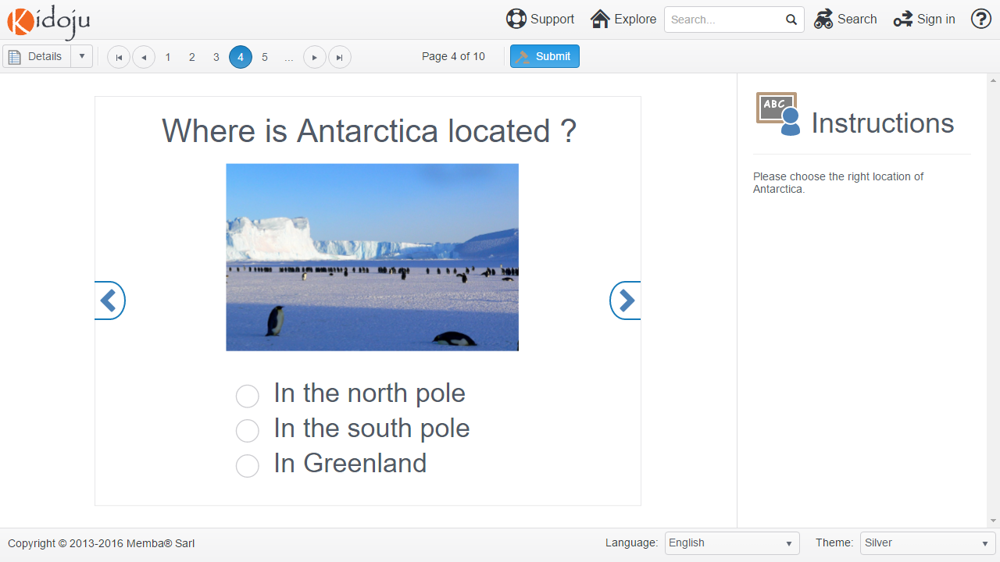 Kidoju
Support
Explore
Search...
Search
Sign in
Details
1 2 3 4 5 ...
Page 4 of 10
Submit
Where is Antarctica located ?
In the north pole
In the south pole
In Greenland
ABC
Instructions
Please choose the right location of
Antarctica.
Copyright © 2013-2016 Memba® Sarl
Language: English
Theme: Silver